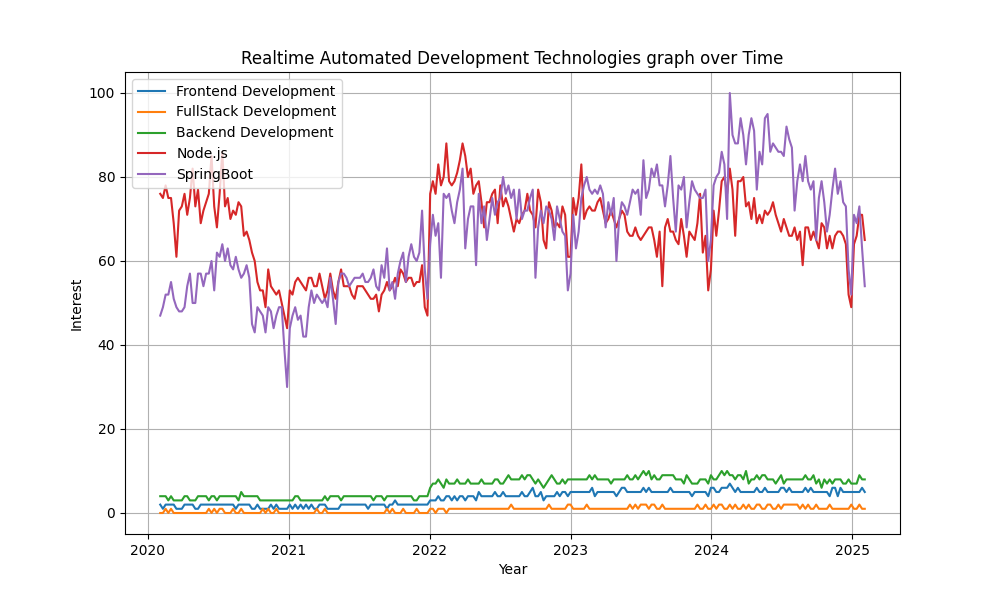 Realtime Automated Development Technologies graph over Time
Frontend Development
FullStack Development
Backend Development
Node.js
SpringBoot
100
80
60
40
20
0
Interest
2020
2021
2022
2023
2024
2025
Year